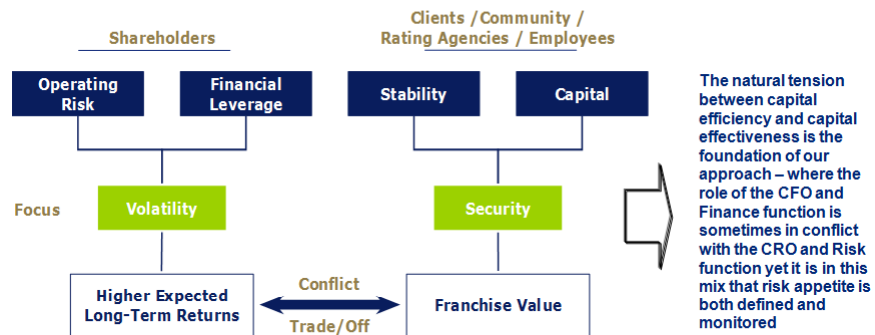 Shareholders
Clients /Community /
Rating Agencies / Employees
Operating
Risk
Financial
Leverage
Stability
Capital
Focus
Volatility
Security
Higher Expected
Long-Term Returns
Conflict
Trade/Off
Franchise Value
The natural tension
between capital
efficiency and capital
effectiveness is the
foundation of our
approach – where the
role of the CFO and
Finance function is
sometimes in conflict
with the CRO and Risk
function yet it is in this
mix that risk appetite is
both defined and
monitored